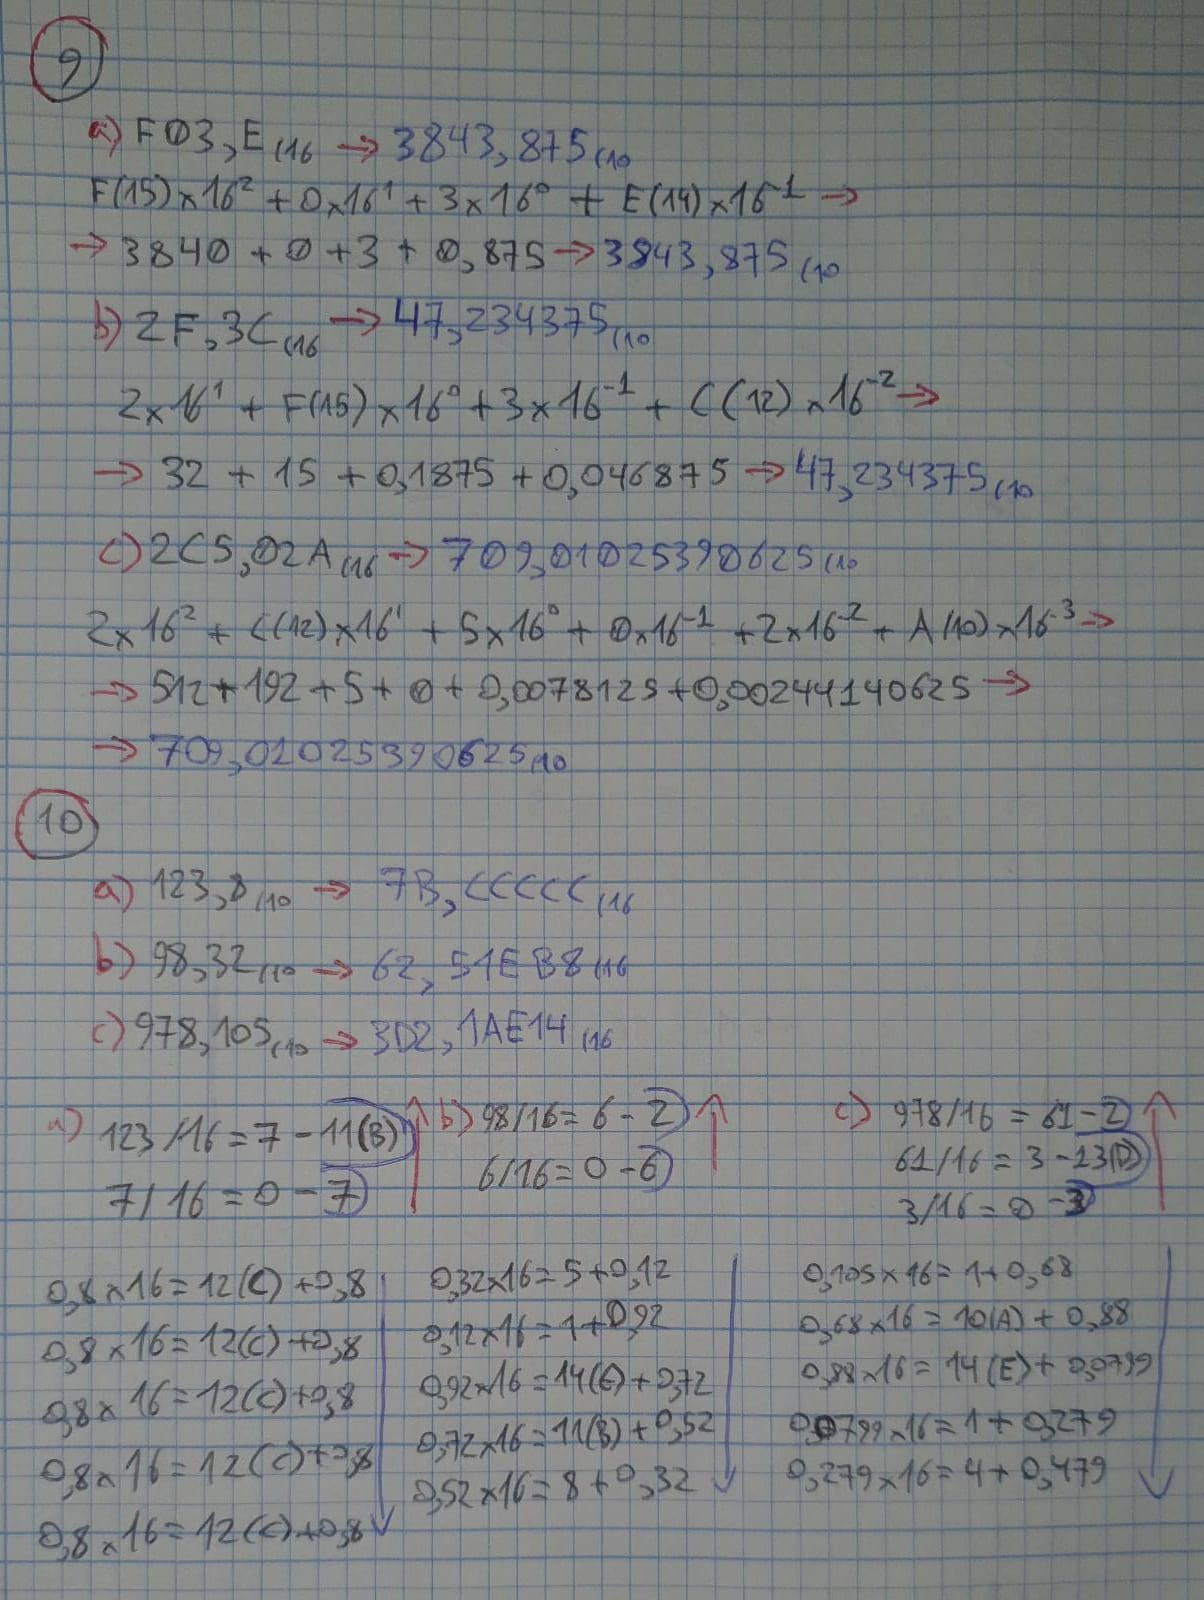 9
a) F03,E(16 → 3843,875(10
F(15)x16² + 0x16¹ + 3x16⁰ + E(14)x16⁻¹ →
→ 3840 + 0 + 3 + 0,875 → 3843,875(10
b) 2F,3C(16 → 47,234375(10
2x16¹ + F(15)x16⁰ + 3x16⁻¹ + C(12)x16⁻² →
→ 32 + 15 + 0,1875 + 0,046875 → 47,234375(10
c) 2C5,02A(16 → 709,01025390625(10
2x16² + C(12)x16¹ + 5x16⁰ + 0x16⁻¹ + 2x16⁻² + A(10)x16⁻³ →
→ 512 + 192 + 5 + 0 + 0,0078125 + 0,00244140625 →
→ 709,01025390625(10
10
a) 123,8(10 → 7B,CCCCC(16
b) 98,32(10 → 62,51EB8(16
c) 978,105(10 → 3D2,1AE14(16
a) 123/16 = 7 - 11(B)
7/16 = 0 - 7
0,8x16 = 12(C) + 0,8
0,8x16 = 12(C) + 0,8
0,8x16 = 12(C) + 0,8
0,8x16 = 12(C) + 0,8
0,8x16 = 12(C) + 0,8
b) 98/16 = 6 - 2
6/16 = 0 - 6
0,32x16 = 5 + 0,12
0,12x16 = 1 + 0,92
0,92x16 = 14(E) + 0,72
0,72x16 = 11(B) + 0,52
0,52x16 = 8 + 0,32
c) 978/16 = 61 - 2
61/16 = 3 - 13(D)
3/16 = 0 - 3
0,105x16 = 1 + 0,68
0,68x16 = 10(A) + 0,88
0,88x16 = 14(E) + 0,0799
0,0799x16 = 1 + 0,279
0,279x16 = 4 + 0,479